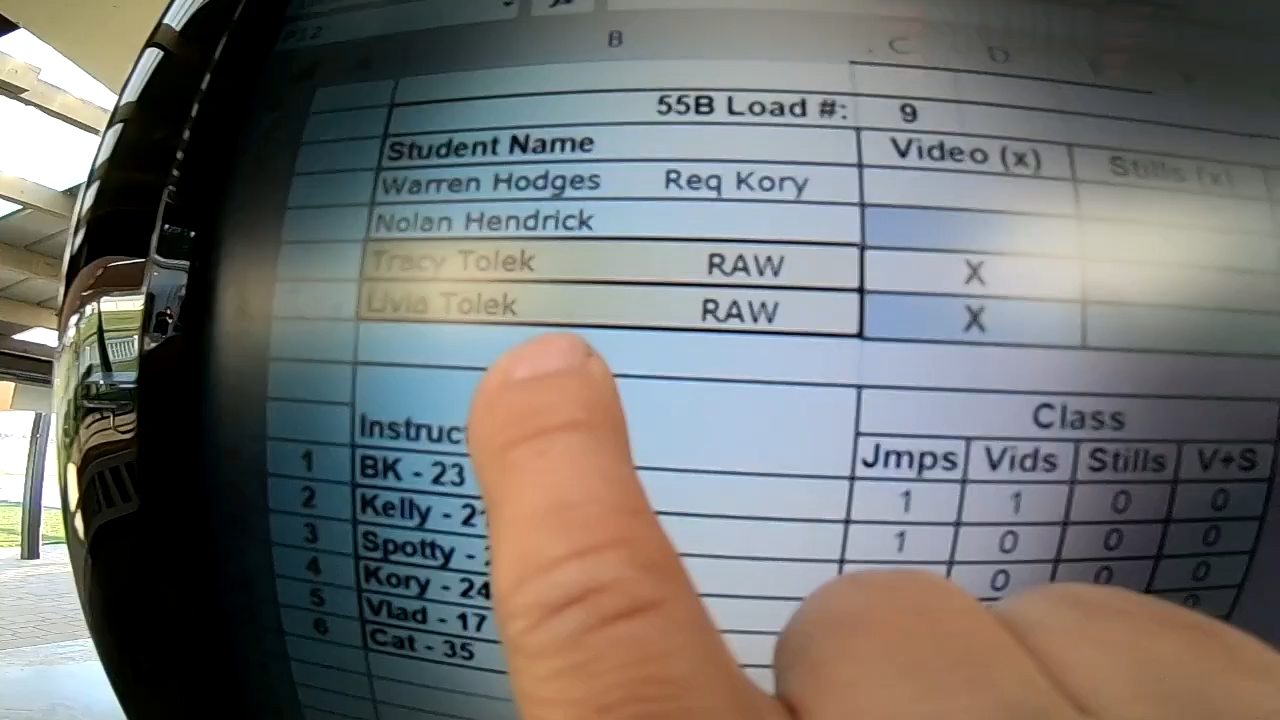 B C D
55B Load #: 9
Student Name Video (x) Stills (x)
Warren Hodges Req Kory
Nolan Hendrick
Tracy Tolek RAW X
Livia Tolek RAW X
Class
Jmps Vids Stills V+S
1 BK - 23 1 1 0 0
2 Kelly - 1 0 0 0
3 Spotty - 0 0 0
4 Kory - 24
5 Vlad - 17
6 Cat - 35